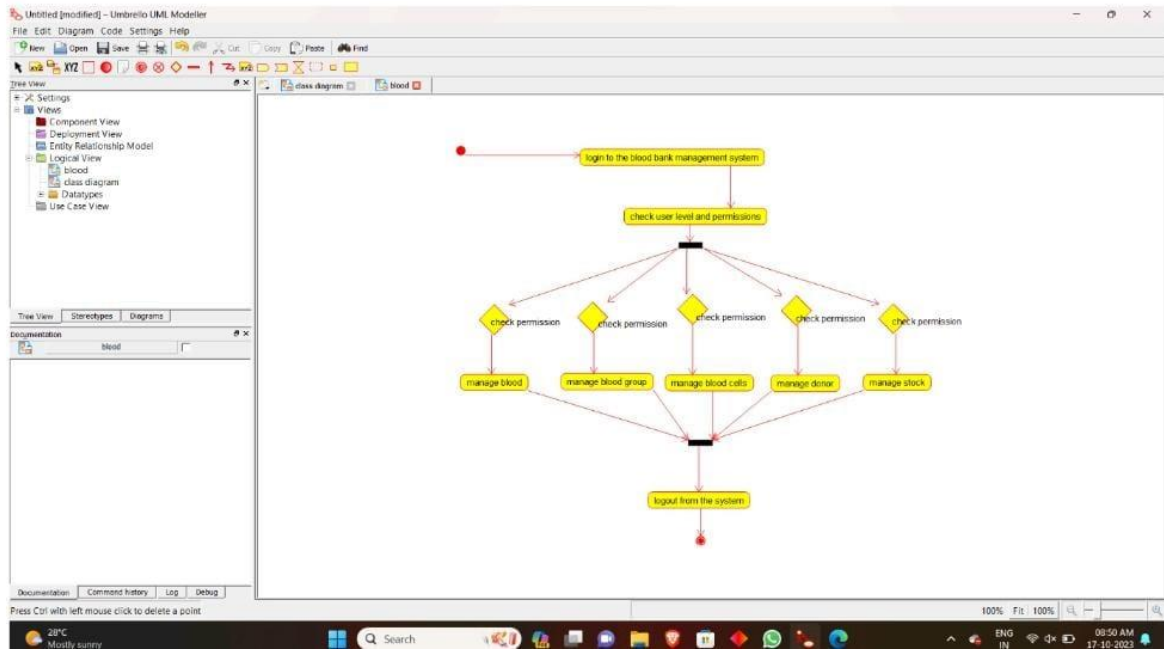 Untitled [modified] – Umbrello UML Modeller
File Edit Diagram Code Settings Help
New Open Save Cut Copy Paste Find
XYZ
Tree View
class diagram blood
Settings
Views
Component View
Deployment View
Entity Relationship Model
Logical View
blood
class diagram
Datatypes
Use Case View
login to the blood bank management system
check user level and permissions
check permission check permission check permission check permission check permission
manage blood manage blood group manage blood cells manage donor manage stock
logout from the system
Tree View Stereotypes Diagrams
Documentation
blood
Documentation Command history Log Debug
Press Ctrl with left mouse click to delete a point
100% Fit 100%
28°C
Mostly sunny
Search
ENG
IN
08:50 AM
17-10-2023